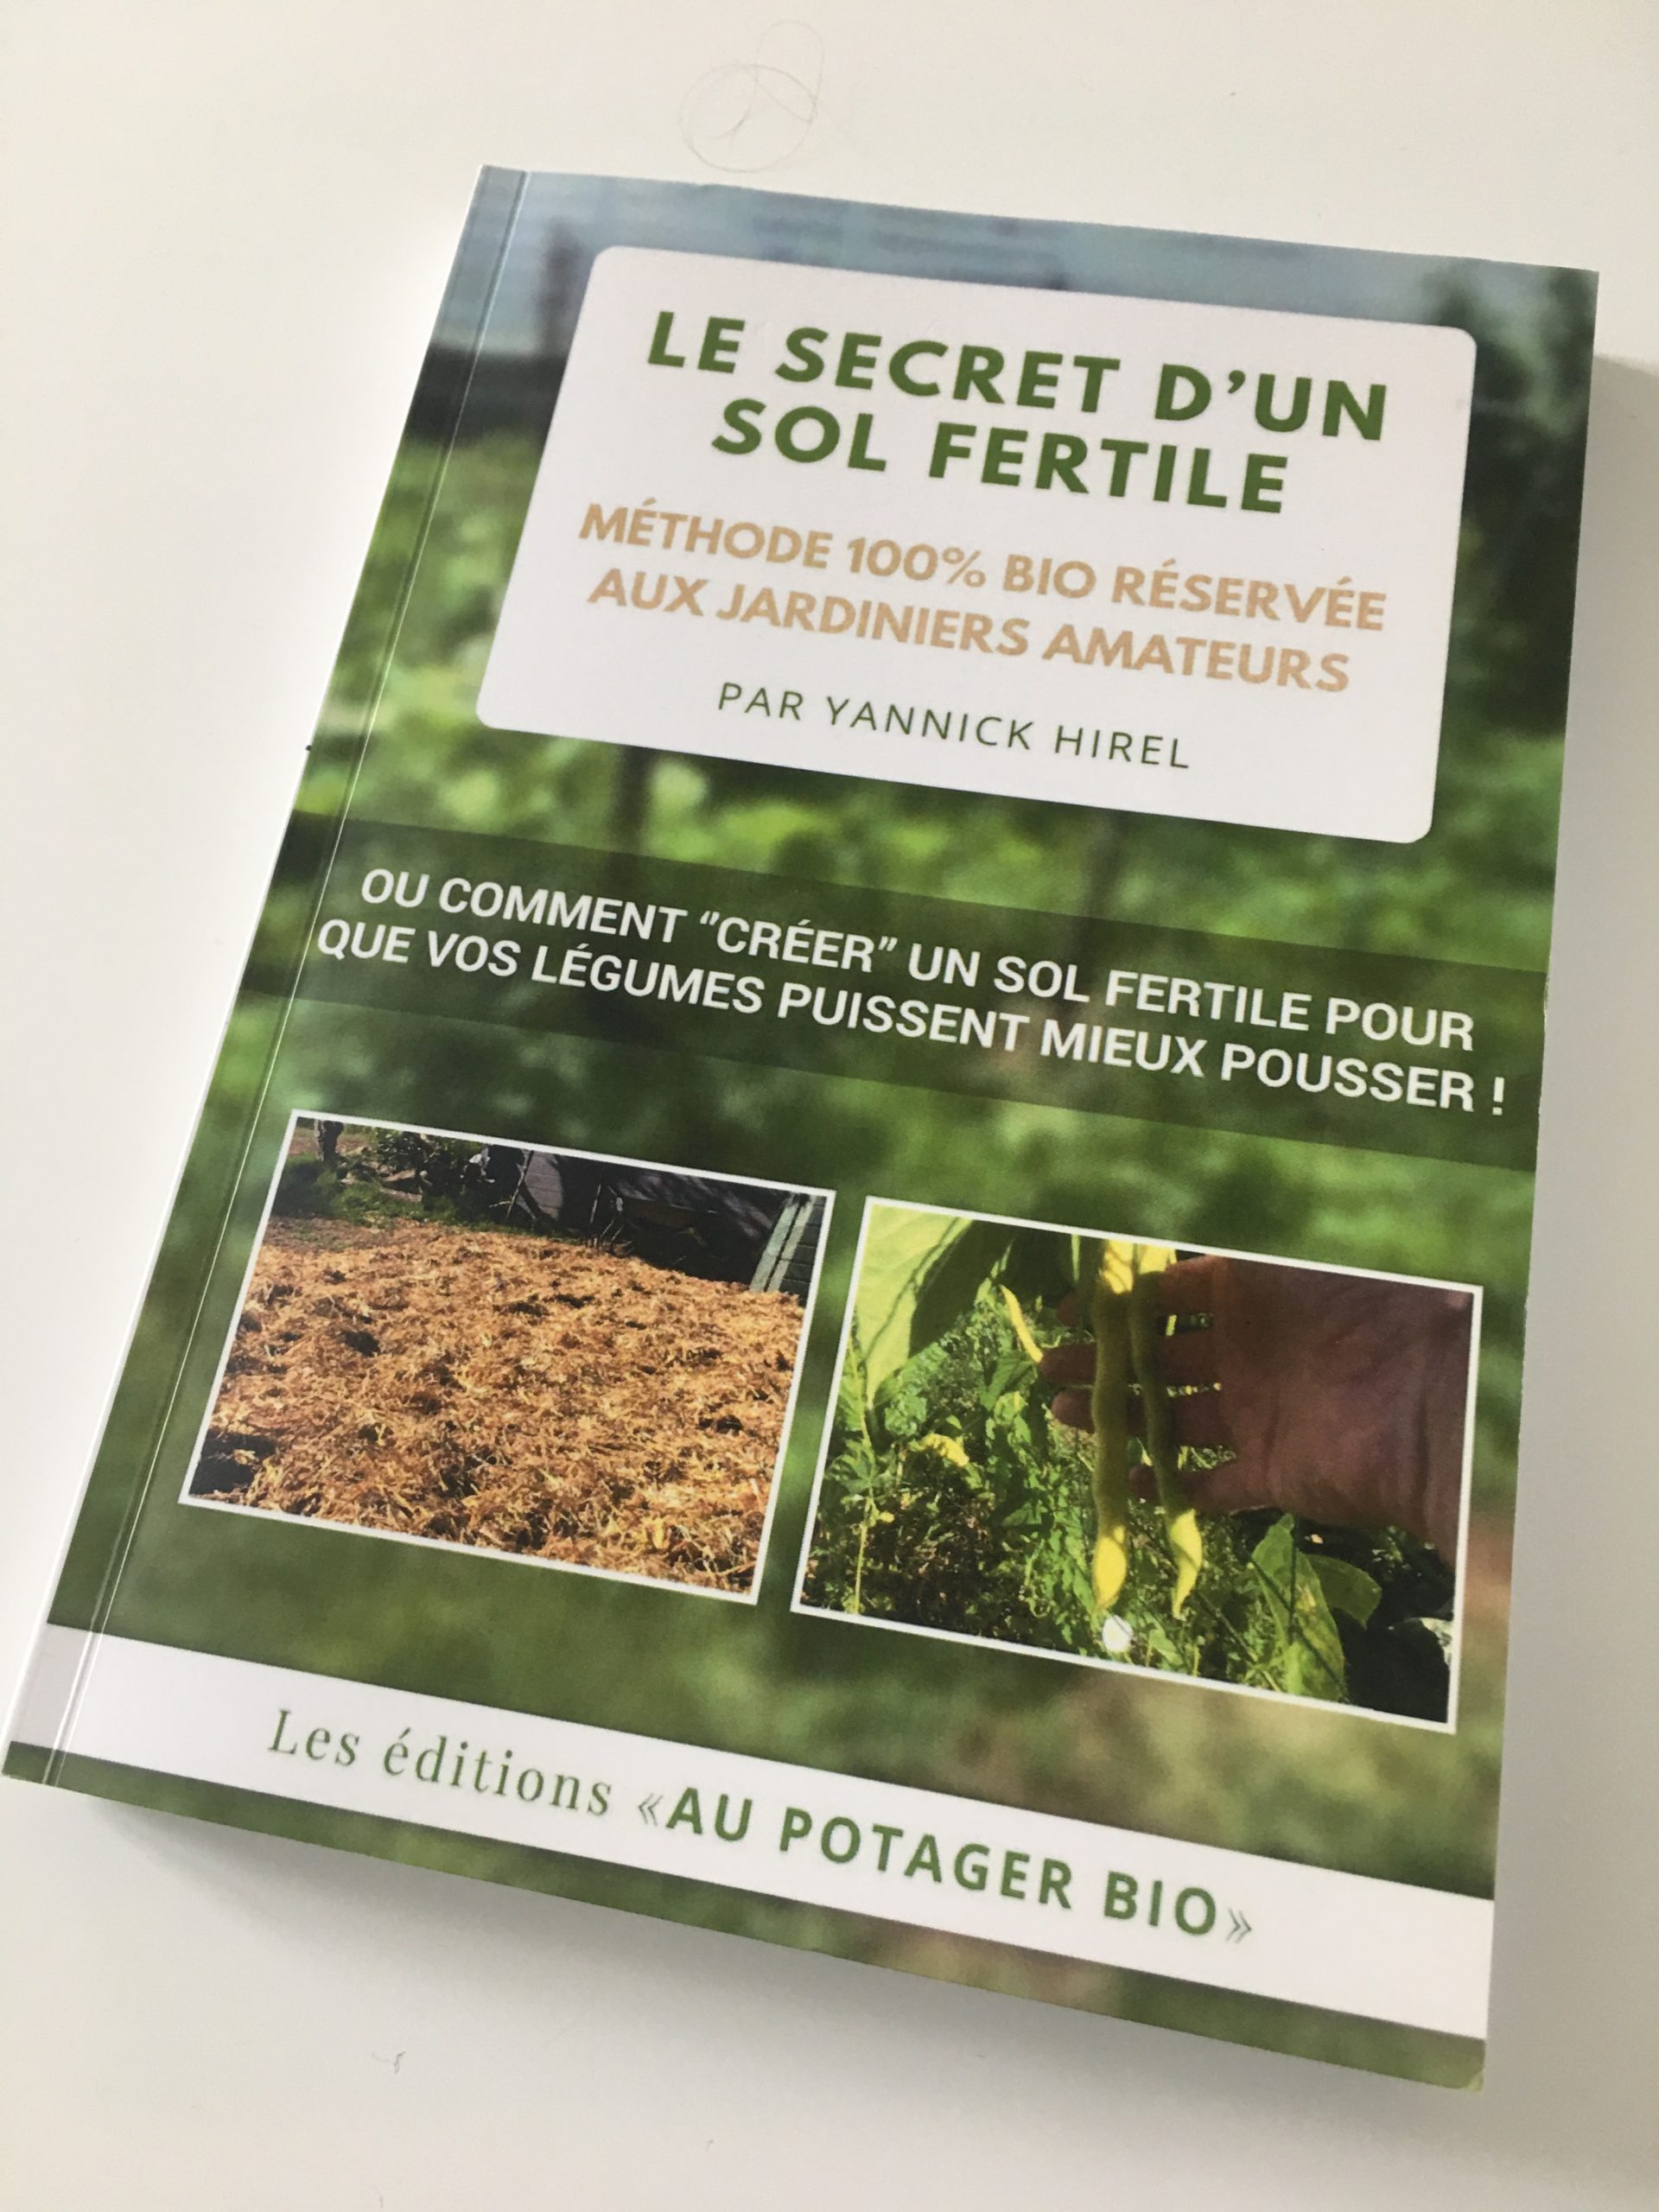 LE SECRET D'UN
SOL FERTILE
MÉTHODE 100% BIO RÉSERVÉE
AUX JARDINIERS AMATEURS
PAR YANNICK HIREL
OU COMMENT “CRÉER” UN SOL FERTILE POUR
QUE VOS LÉGUMES PUISSENT MIEUX POUSSER !
Les éditions «AU POTAGER BIO»